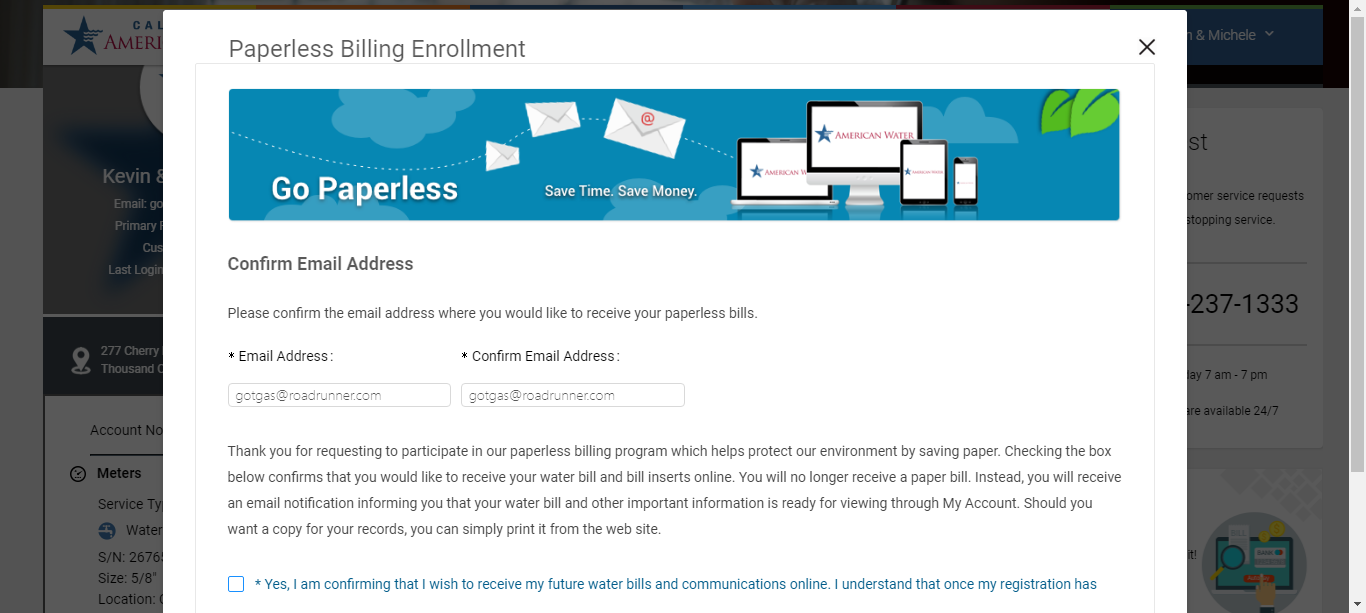 CAL
AMERI
n & Michele
Paperless Billing Enrollment
@
AMERICAN WATER
AMERICAN W
Go Paperless
Save Time. Save Money.
Confirm Email Address
Please confirm the email address where you would like to receive your paperless bills.
* Email Address :
* Confirm Email Address :
gotgas@roadrunner.com
gotgas@roadrunner.com
Thank you for requesting to participate in our paperless billing program which helps protect our environment by saving paper. Checking the box
below confirms that you would like to receive your water bill and bill inserts online. You will no longer receive a paper bill. Instead, you will receive
an email notification informing you that your water bill and other important information is ready for viewing through My Account. Should you
want a copy for your records, you can simply print it from the web site.
* Yes, I am confirming that I wish to receive my future water bills and communications online. I understand that once my registration has
Kevin &
Email: go
Primary
Cus
Last Login
277 Cherry
Thousand
Account No
Meters
Service Ty
Water
S/N: 2676
Size: 5/8"
Location:
st
omer service requests
stopping service.
-237-1333
day 7 am - 7 pm
are available 24/7
it!
BILL
BANK